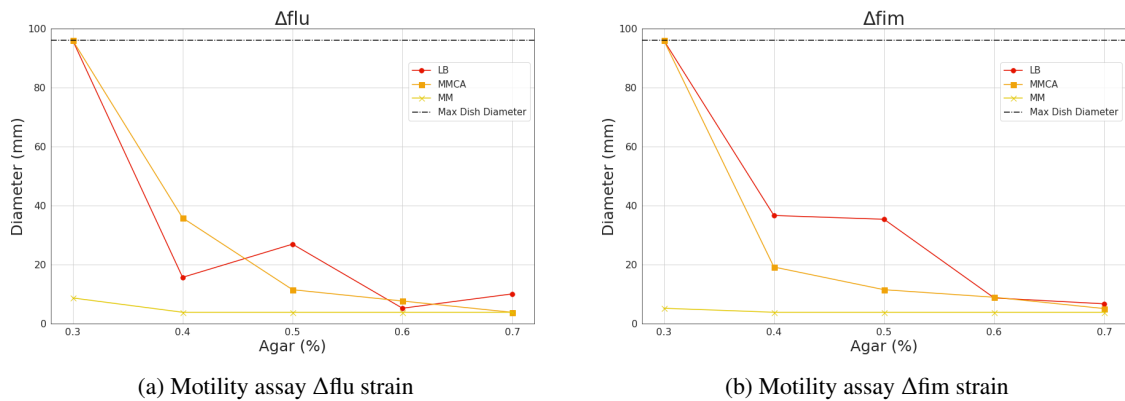 Δflu
100
80
60
40
20
0
Diameter (mm)
LB
MMCA
MM
Max Dish Diameter
0.3 0.4 0.5 0.6 0.7
Agar (%)
(a) Motility assay Δflu strain
Δfim
100
80
60
40
20
0
Diameter (mm)
LB
MMCA
MM
Max Dish Diameter
0.3 0.4 0.5 0.6 0.7
Agar (%)
(b) Motility assay Δfim strain